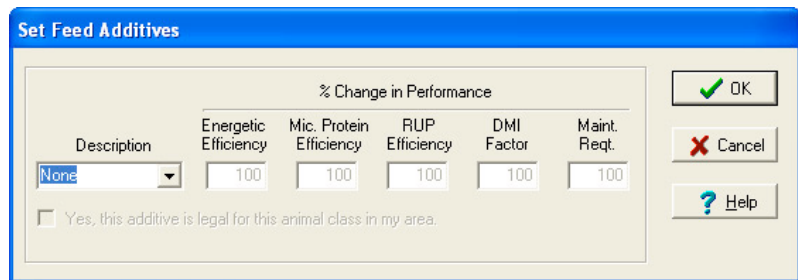 Set Feed Additives
% Change in Performance
OK
Energetic Mic. Protein RUP DMI Maint.
Description Efficiency Efficiency Efficiency Factor Reqt.
Cancel
None 100 100 100 100 100
Help
Yes, this additive is legal for this animal class in my area.